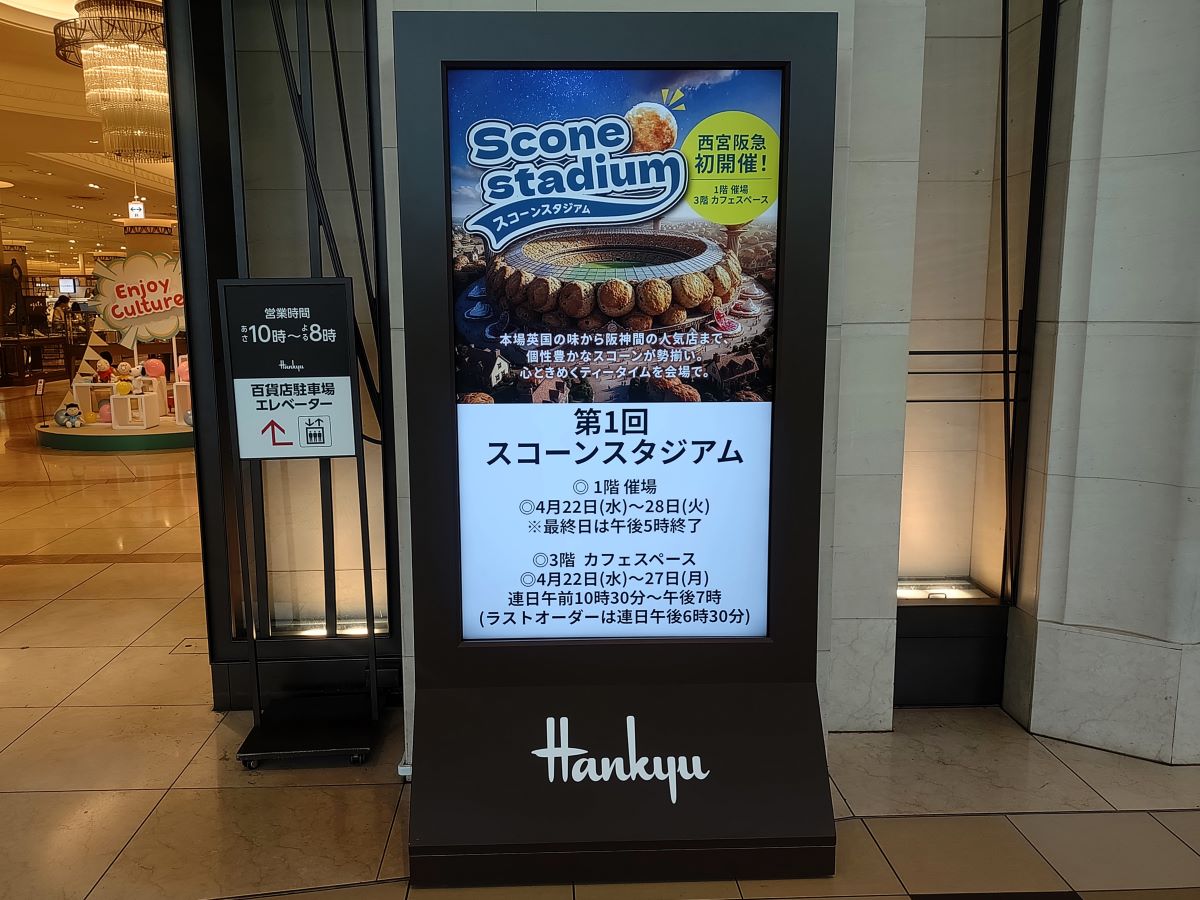 Scone
stadium
スコーンスタジアム
西宮阪急
初開催!
1階 催場
3階 カフェスペース
本場英国の味から阪神間の人気店まで、
個性豊かなスコーンが勢揃い。
心ときめくティータイムを会場で。
第1回
スコーンスタジアム
◎ 1階 催場
◎4月22日(水)～28日(火)
※最終日は午後5時終了
◎3階 カフェスペース
◎4月22日(水)～27日(月)
連日午前10時30分～午後7時
(ラストオーダーは連日午後6時30分)
Hankyu
営業時間
あさ10時～よる8時
Hankyu
百貨店駐車場
エレベーター
Enjoy
Culture